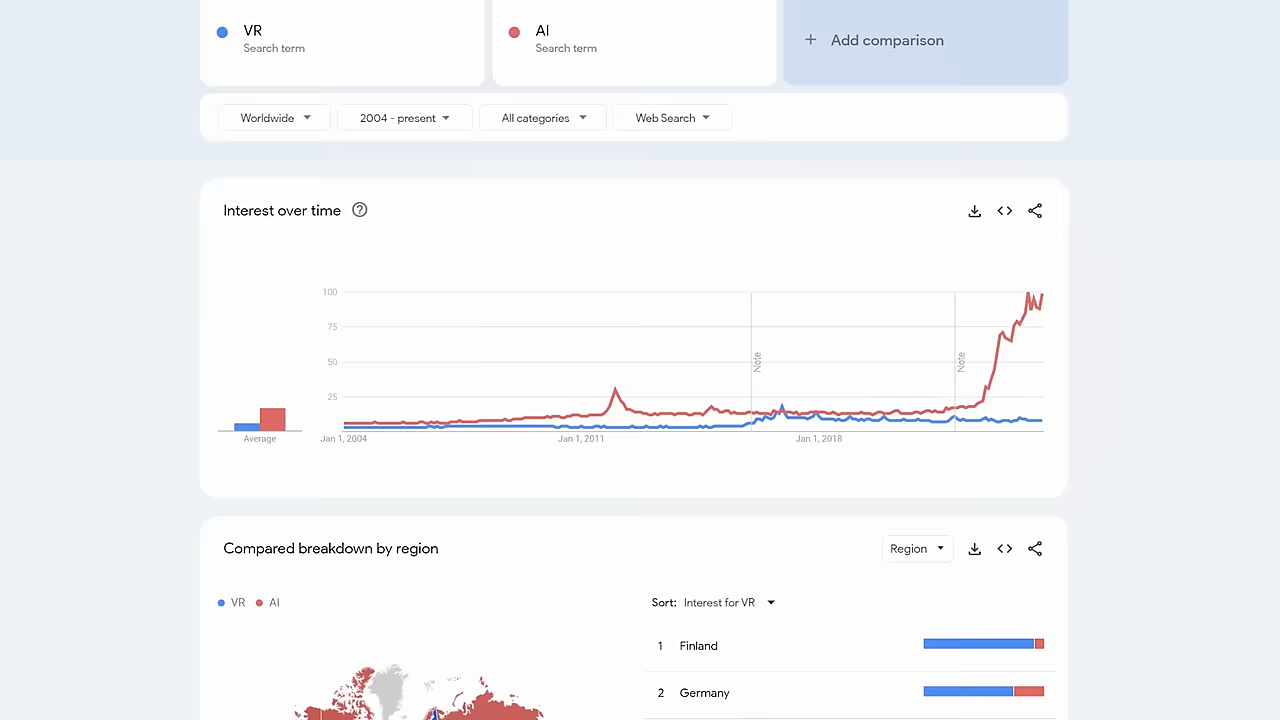 VR
Search term
AI
Search term
+ Add comparison
Worldwide
2004 - present
All categories
Web Search
Interest over time
100
75
50
25
Note
Note
Average
Jan 1, 2004
Jan 1, 2011
Jan 1, 2018
Compared breakdown by region
Region
VR
AI
Sort: Interest for VR
1 Finland
2 Germany